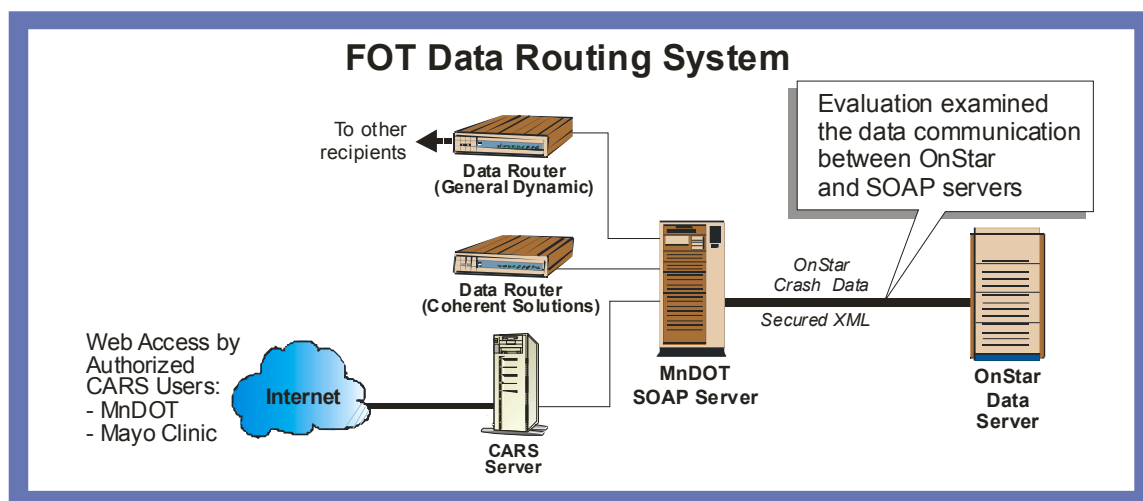 FOT Data Routing System
To other
recipients
Data Router
(General Dynamic)
Evaluation examined
the data communication
between OnStar
and SOAP servers
Data Router
(Coherent Solutions)
OnStar
Crash Data
Secured XML
MnDOT
SOAP Server
OnStar
Data
Server
Web Access by
Authorized
CARS Users:
- MnDOT
- Mayo Clinic
Internet
CARS
Server